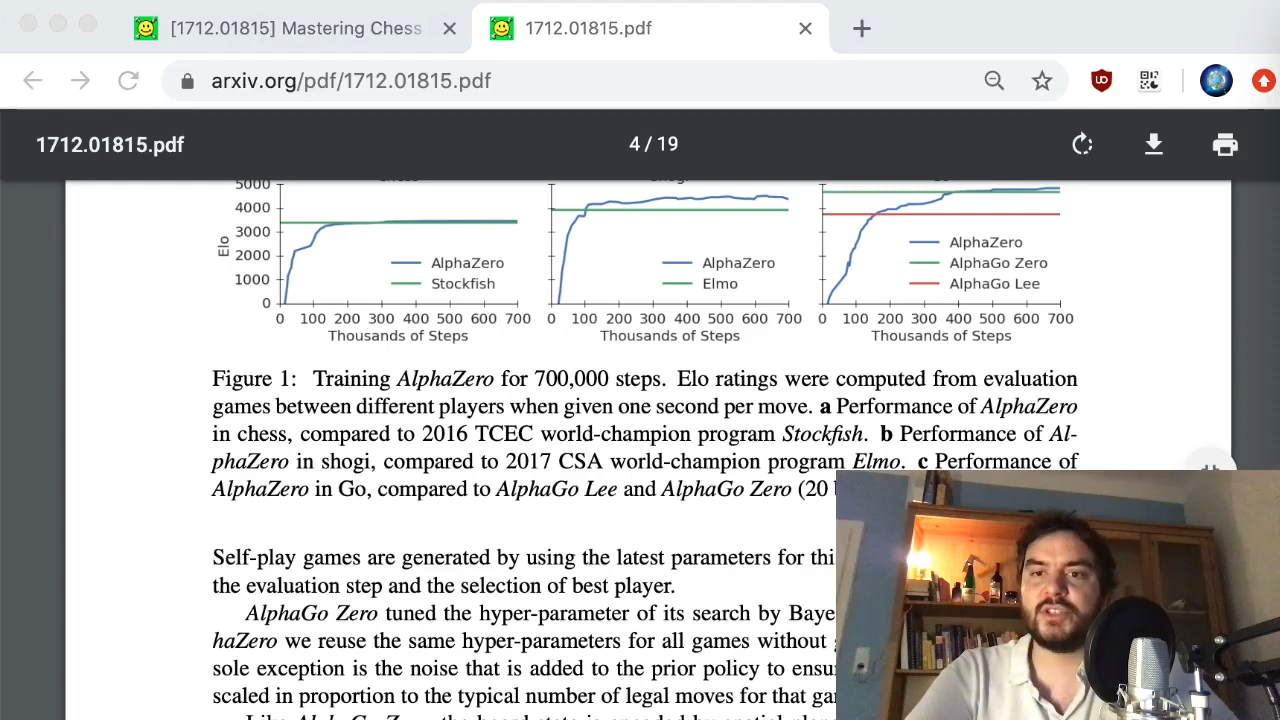 [1712.01815] Mastering Chess
1712.01815.pdf
arxiv.org/pdf/1712.01815.pdf
1712.01815.pdf
4 / 19
5000
4000
3000
2000
1000
0
Elo
AlphaZero
Stockfish
0 100 200 300 400 500 600 700
Thousands of Steps
AlphaZero
Elmo
0 100 200 300 400 500 600 700
Thousands of Steps
AlphaZero
AlphaGo Zero
AlphaGo Lee
0 100 200 300 400 500 600 700
Thousands of Steps
Figure 1: Training AlphaZero for 700,000 steps. Elo ratings were computed from evaluation
games between different players when given one second per move. a Performance of AlphaZero
in chess, compared to 2016 TCEC world-champion program Stockfish. b Performance of Al-
phaZero in shogi, compared to 2017 CSA world-champion program Elmo. c Performance of
AlphaZero in Go, compared to AlphaGo Lee and AlphaGo Zero (20
Self-play games are generated by using the latest parameters for
the evaluation step and the selection of best player.
AlphaGo Zero tuned the hyper-parameter of its search by
haZero we reuse the same hyper-parameters for all games without
sole exception is the noise that is added to the prior policy to
scaled in proportion to the typical number of legal moves for that